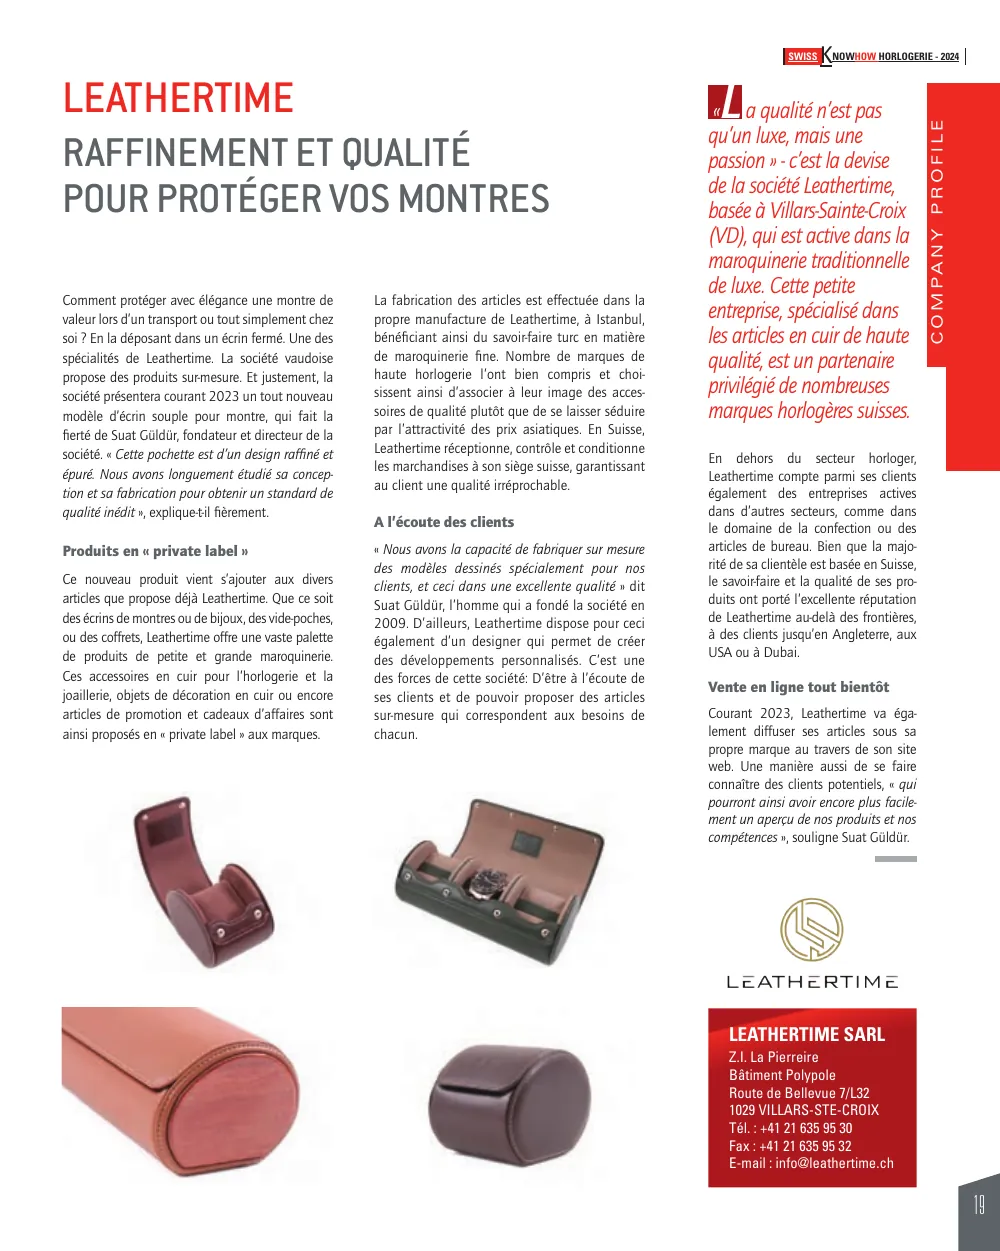 SWISS KNOWHOW HORLOGERIE - 2024
LEATHERTIME
RAFFINEMENT ET QUALITÉ
POUR PROTÉGER VOS MONTRES
Comment protéger avec élégance une montre de
valeur lors d’un transport ou tout simplement chez
soi ? En la déposant dans un écrin fermé. Une des
spécialités de Leathertime. La société vaudoise
propose des produits sur-mesure. Et justement, la
société présentera courant 2023 un tout nouveau
modèle d’écrin souple pour montre, qui fait la
fierté de Suat Güldür, fondateur et directeur de la
société. « Cette pochette est d’un design raffiné et
épuré. Nous avons longuement étudié sa concep-
tion et sa fabrication pour obtenir un standard de
qualité inédit », explique-t-il fièrement.
Produits en « private label »
Ce nouveau produit vient s’ajouter aux divers
articles que propose déjà Leathertime. Que ce soit
des écrins de montres ou de bijoux, des vide-poches,
ou des coffrets, Leathertime offre une vaste palette
de produits de petite et grande maroquinerie.
Ces accessoires en cuir pour l’horlogerie et la
joaillerie, objets de décoration en cuir ou encore
articles de promotion et cadeaux d’affaires sont
ainsi proposés en « private label » aux marques.
La fabrication des articles est effectuée dans la
propre manufacture de Leathertime, à Istanbul,
bénéficiant ainsi du savoir-faire turc en matière
de maroquinerie fine. Nombre de marques de
haute horlogerie l’ont bien compris et choi-
sissent ainsi d’associer à leur image des acces-
soires de qualité plutôt que de se laisser séduire
par l’attractivité des prix asiatiques. En Suisse,
Leathertime réceptionne, contrôle et conditionne
les marchandises à son siège suisse, garantissant
au client une qualité irréprochable.
A l’écoute des clients
« Nous avons la capacité de fabriquer sur mesure
des modèles dessinés spécialement pour nos
clients, et ceci dans une excellente qualité » dit
Suat Güldür, l’homme qui a fondé la société en
2009. D’ailleurs, Leathertime dispose pour ceci
également d’un designer qui permet de créer
des développements personnalisés. C’est une
des forces de cette société: D’être à l’écoute de
ses clients et de pouvoir proposer des articles
sur-mesure qui correspondent aux besoins de
chacun.
« La qualité n’est pas
qu’un luxe, mais une
passion » - c’est la devise
de la société Leathertime,
basée à Villars-Sainte-Croix
(VD), qui est active dans la
maroquinerie traditionnelle
de luxe. Cette petite
entreprise, spécialisé dans
les articles en cuir de haute
qualité, est un partenaire
privilégié de nombreuses
marques horlogères suisses.
En dehors du secteur horloger,
Leathertime compte parmi ses clients
également des entreprises actives
dans d’autres secteurs, comme dans
le domaine de la confection ou des
articles de bureau. Bien que la majo-
rité de sa clientèle est basée en Suisse,
le savoir-faire et la qualité de ses pro-
duits ont porté l’excellente réputation
de Leathertime au-delà des frontières,
à des clients jusqu’en Angleterre, aux
USA ou à Dubai.
Vente en ligne tout bientôt
Courant 2023, Leathertime va éga-
lement diffuser ses articles sous sa
propre marque au travers de son site
web. Une manière aussi de se faire
connaître des clients potentiels, « qui
pourront ainsi avoir encore plus facile-
ment un aperçu de nos produits et nos
compétences », souligne Suat Güldür.
LEATHERTIME
LEATHERTIME SARL
Z.I. La Pierreire
Bâtiment Polypole
Route de Bellevue 7/L32
1029 VILLARS-STE-CROIX
Tél. : +41 21 635 95 30
Fax : +41 21 635 95 32
E-mail : info@leathertime.ch
COMPANY PROFILE
19